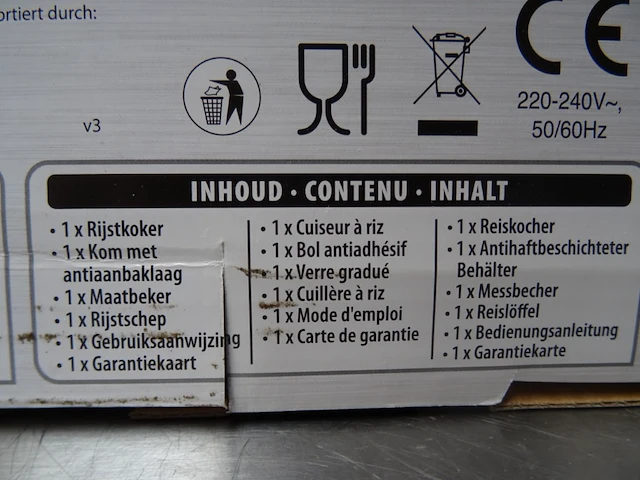 ortiert durch:
CE
220-240V~,
50/60Hz
v3
INHOUD · CONTENU · INHALT
· 1 x Rijstkoker
· 1 x Kom met
antiaanbaklaag
· 1 x Maatbeker
· 1 x Rijstschep
· 1 x Gebruiksaanwijzing
· 1 x Garantiekaart
· 1 x Cuiseur à riz
· 1 x Bol antiadhésif
· 1 x Verre gradué
· 1 x Cuillère à riz
· 1 x Mode d'emploi
· 1 x Carte de garantie
· 1 x Reiskocher
· 1 x Antihaftbeschichteter
Behälter
· 1 x Messbecher
· 1 x Reislöffel
· 1 x Bedienungsanleitung
· 1 x Garantiekarte